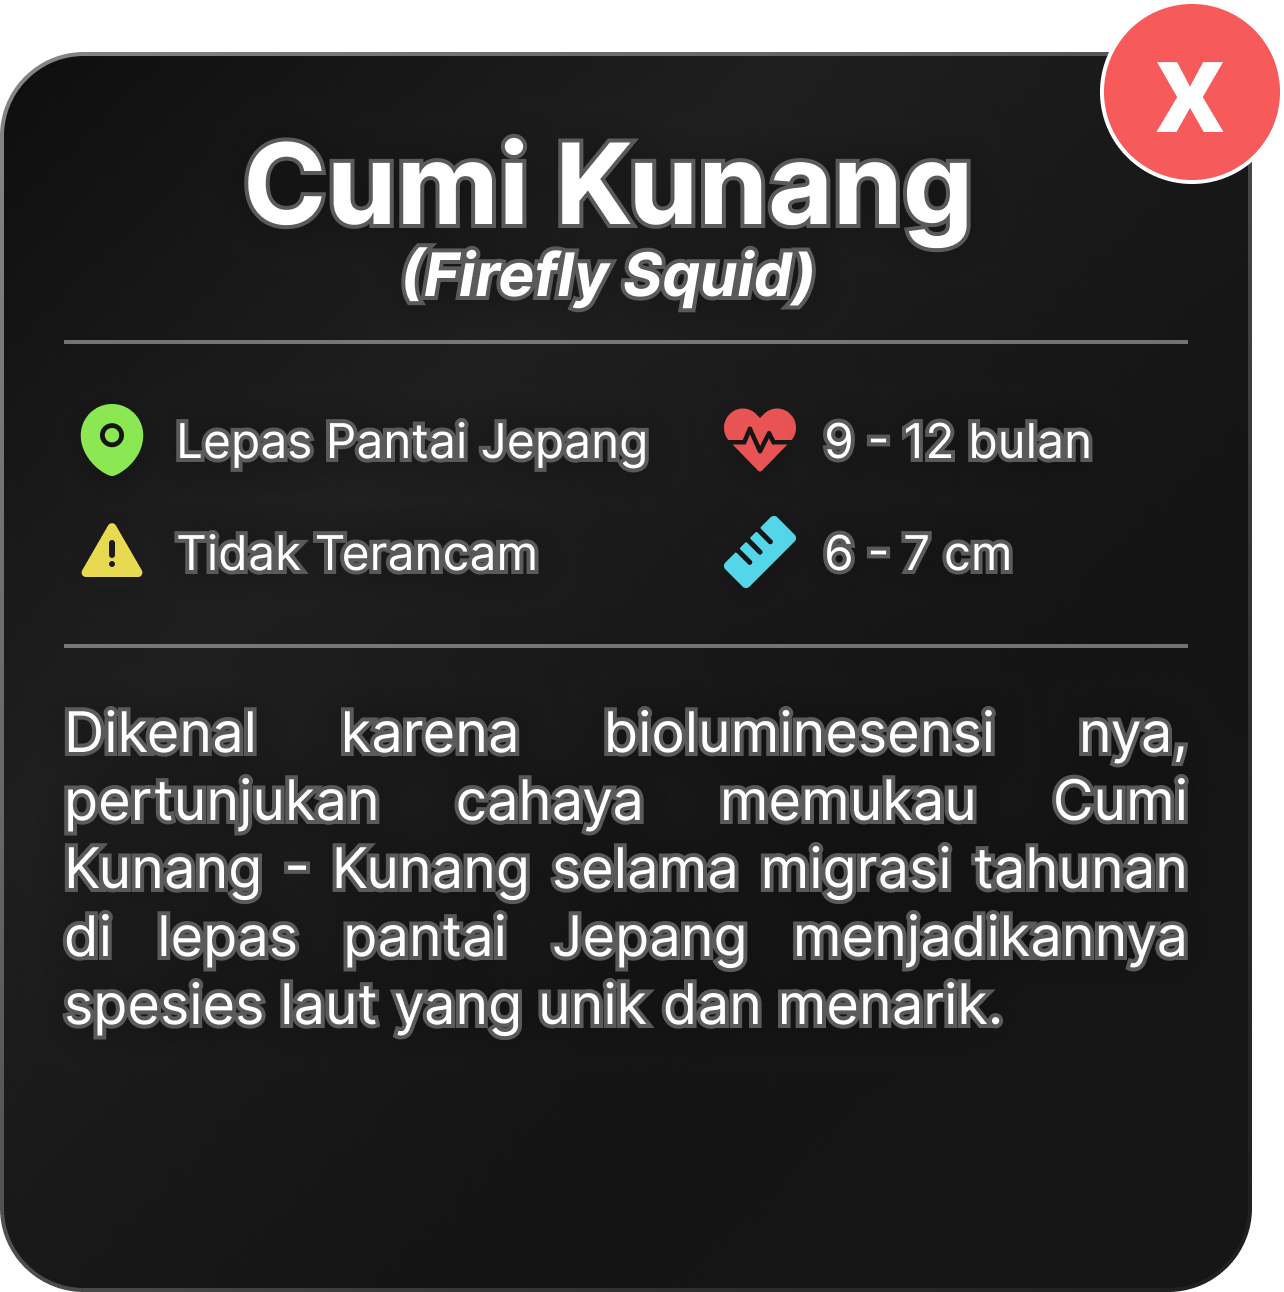 X
Cumi Kunang
(Firefly Squid)
Lepas Pantai Jepang
9 - 12 bulan
Tidak Terancam
6 - 7 cm
Dikenal karena bioluminesensi nya,
pertunjukan cahaya memukau Cumi
Kunang - Kunang selama migrasi tahunan
di lepas pantai Jepang menjadikannya
spesies laut yang unik dan menarik.